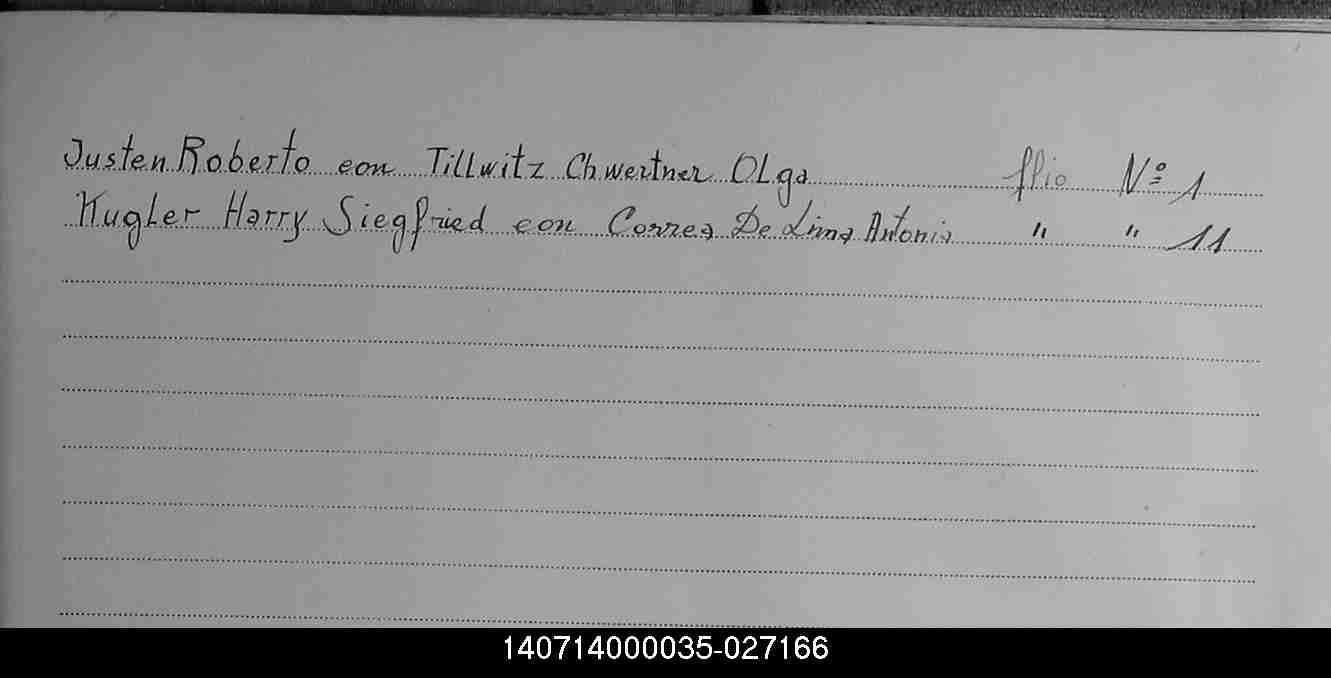 Justen Roberto con Tillwitz Chwertner Olga flio Nº 1
Kugler Harry Siegfried con Correa De Lima Antonia " " 11
140714000035-027166